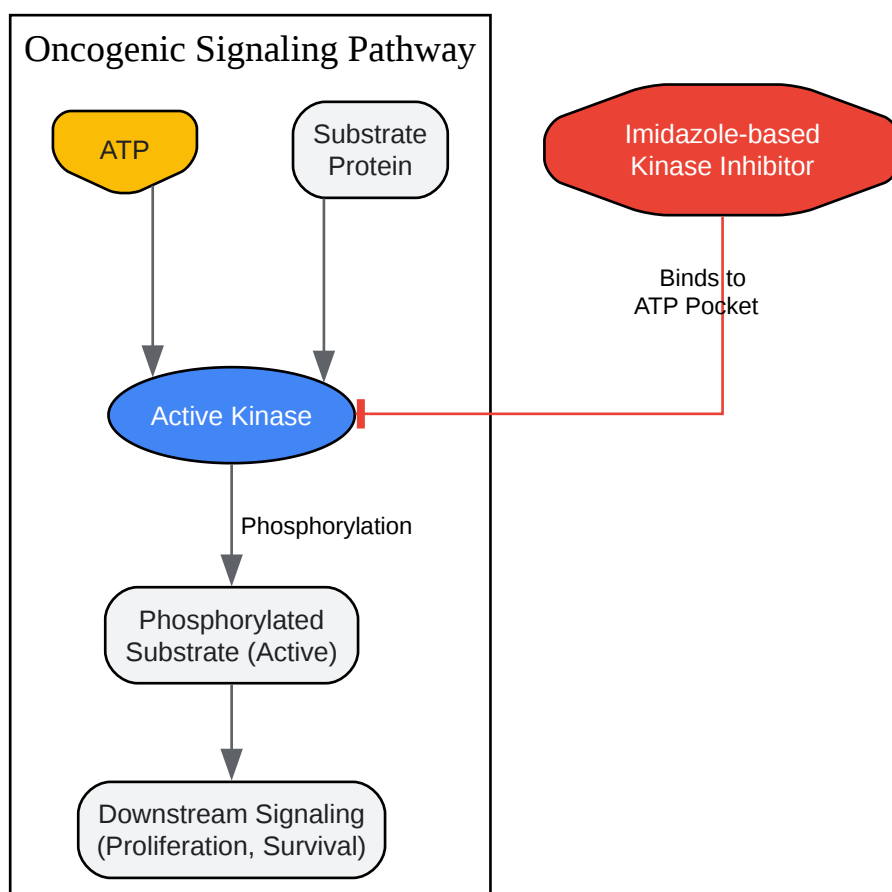 Oncogenic Signaling Pathway
ATP
Substrate
Protein
Imidazole-based
Kinase Inhibitor
Binds to
ATP Pocket
Active Kinase
Phosphorylation
Phosphorylated
Substrate (Active)
Downstream Signaling
(Proliferation, Survival)